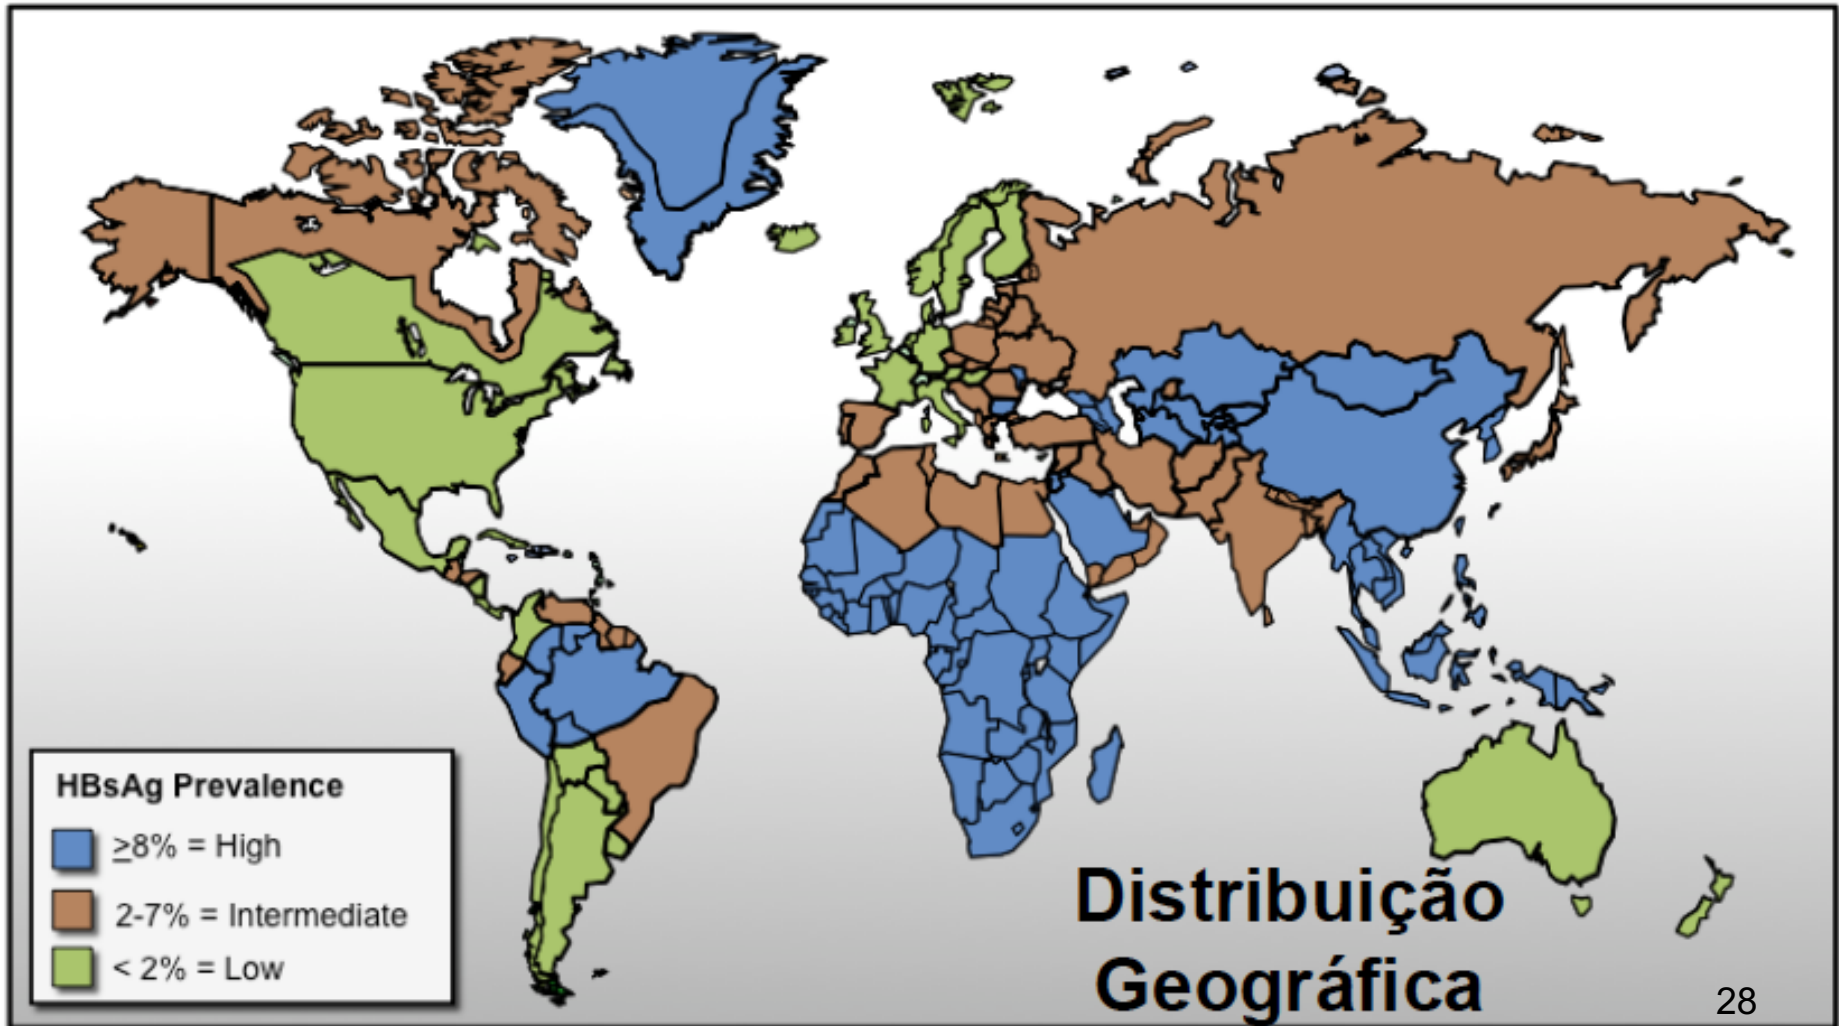 HBsAg Prevalence
≥8% = High
2-7% = Intermediate
< 2% = Low
Distribuição
Geográfica
28